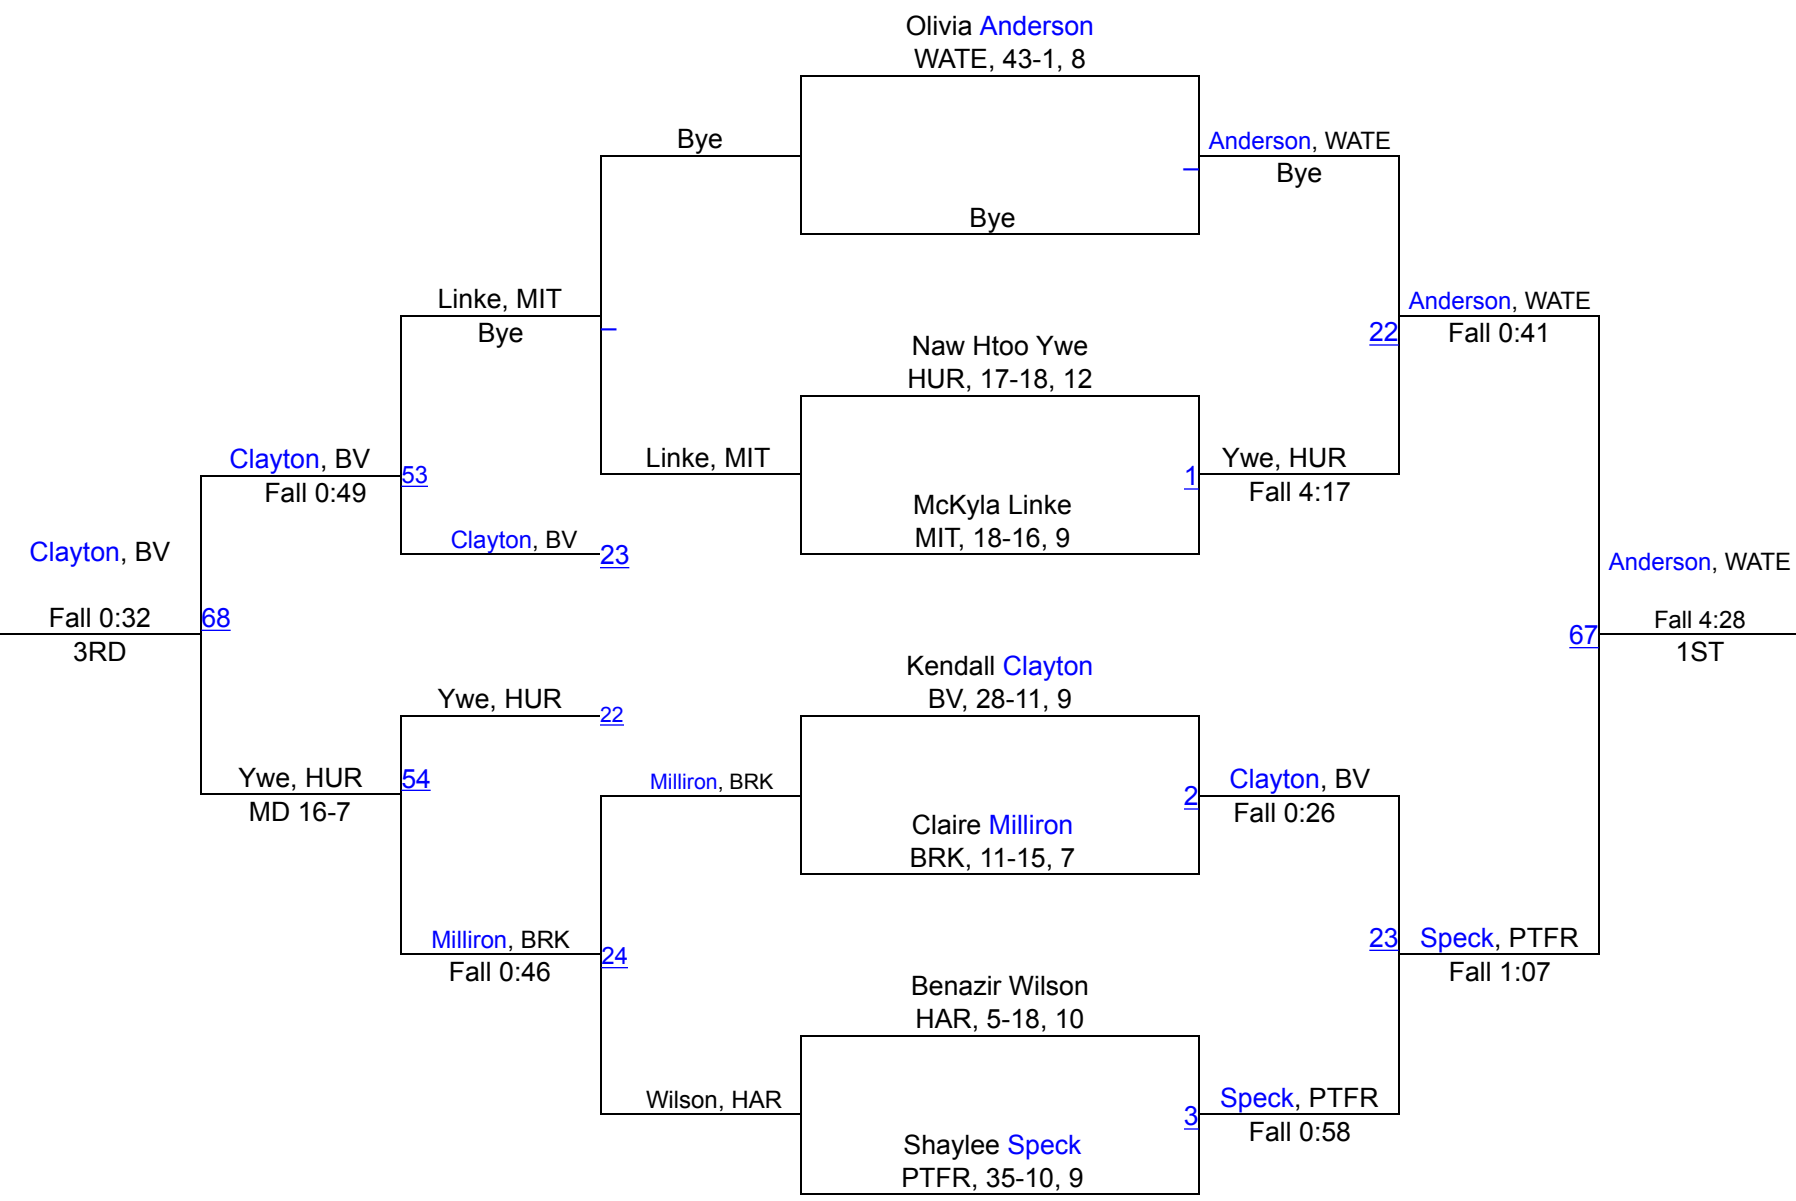 Olivia Anderson
WATE, 43-1, 8
Bye
Anderson, WATE
Bye
Bye
Linke, MIT
Bye
Anderson, WATE
22
Fall 0:41
Naw Htoo Ywe
HUR, 17-18, 12
Clayton, BV
53
Fall 0:49
Linke, MIT
1
Ywe, HUR
Fall 4:17
McKyla Linke
MIT, 18-16, 9
Clayton, BV
23
Clayton, BV
Fall 0:32
68
3RD
Anderson, WATE
Fall 4:28
67
1ST
Kendall Clayton
BV, 28-11, 9
Ywe, HUR
22
Ywe, HUR
54
MD 16-7
Milliron, BRK
2
Clayton, BV
Fall 0:26
Claire Milliron
BRK, 11-15, 7
Milliron, BRK
24
Fall 0:46
23
Speck, PTFR
Fall 1:07
Benazir Wilson
HAR, 5-18, 10
Wilson, HAR
3
Speck, PTFR
Fall 0:58
Shaylee Speck
PTFR, 35-10, 9